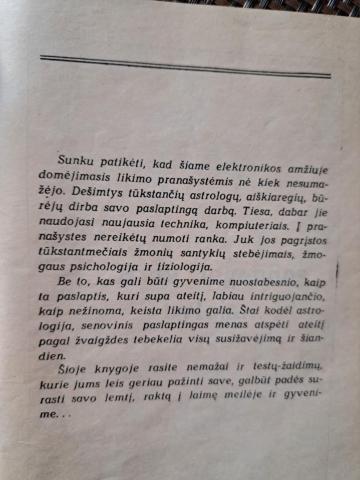 Sunku patikėti, kad šiame elektronikos amžiuje
domėjimasis likimo pranašystėmis nė kiek nesuma-
žėjo. Dešimtys tūkstančių astrologų, aiškiaregių, bū-
rėjų dirba savo paslaptingą darbą. Tiesa, dabar jie
naudojasi naujausia technika, kompiuteriais. Į pra-
našystes nereikėtų numoti ranka. Juk jos pagrįstos
tūkstantmečiais žmonių santykių stebėjimais, žmo-
gaus psichologija ir fiziologija.
Be to, kas gali būti gyvenime nuostabesnio, kaip
ta paslaptis, kuri supa ateitį, labiau intriguojančio,
kaip nežinoma, keista likimo galia. Štai kodėl astro-
logija, senovinis paslaptingas menas atspėti ateitį
pagal žvaigždes tebekelia visų susižavėjimą ir šian-
dien.
Šioje knygoje rasite nemažai ir testų-žaidimų,
kurie jums leis geriau pažinti save, galbūt padės su-
rasti savo lemtį, raktą į laimę meilėje ir gyveni-
me...